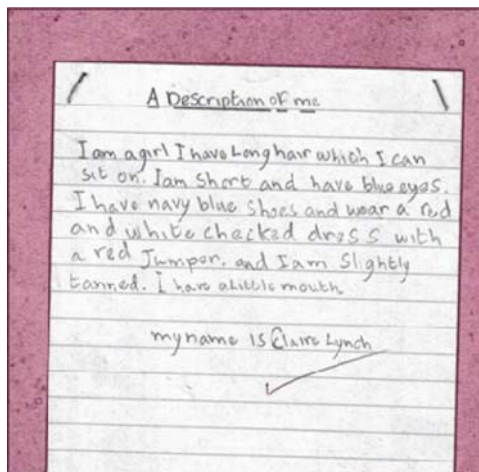 A Description of me
I am a girl I have Long hair which I can
sit on. I am Short and have blue eyes.
I have navy blue Shoes and wear a red
and white checked dress with
a red Jumper. and I am Slightly
tanned. I have a little mouth
my name is Claire Lynch